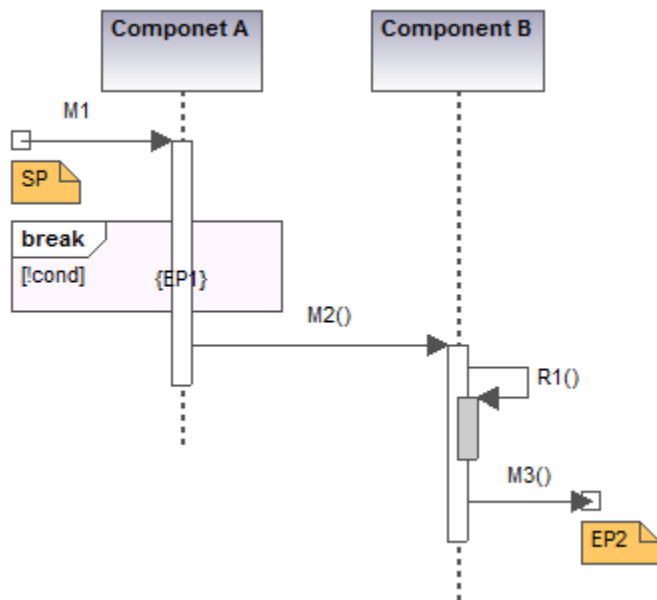 Componet A
Component B
M1
SP
break
[!cond]
{EP1}
M2()
R1()
M3()
EP2